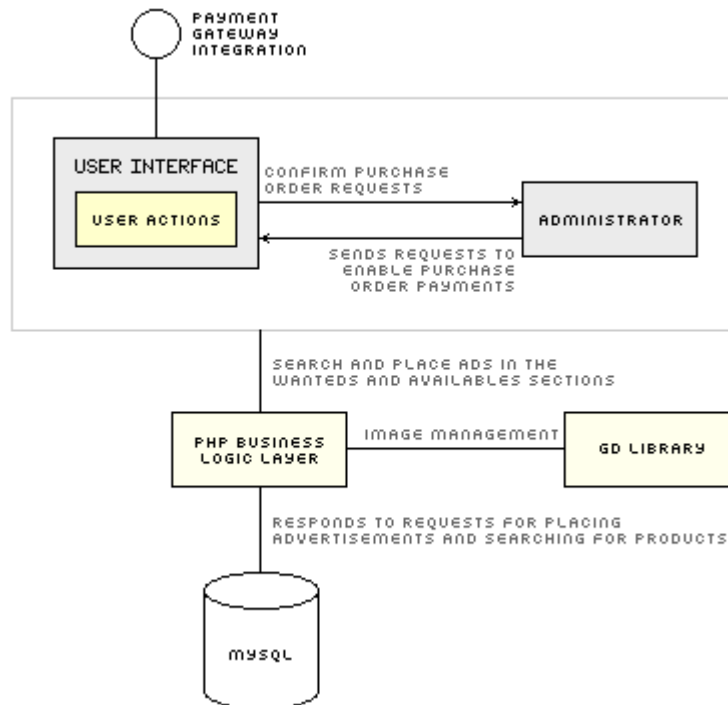 PAYMENT
GATEWAY
INTEGRATION
USER INTERFACE
USER ACTIONS
CONFIRM PURCHASE
ORDER REQUESTS
ADMINISTRATOR
SENDS REQUESTS TO
ENABLE PURCHASE
ORDER PAYMENTS
SEARCH AND PLACE ADS IN THE
WANTEDS AND AVAILABLES SECTIONS
PHP BUSINESS
LOGIC LAYER
IMAGE MANAGEMENT
GD LIBRARY
RESPONDS TO REQUESTS FOR PLACING
ADVERTISEMENTS AND SEARCHING FOR PRODUCTS
MYSQL